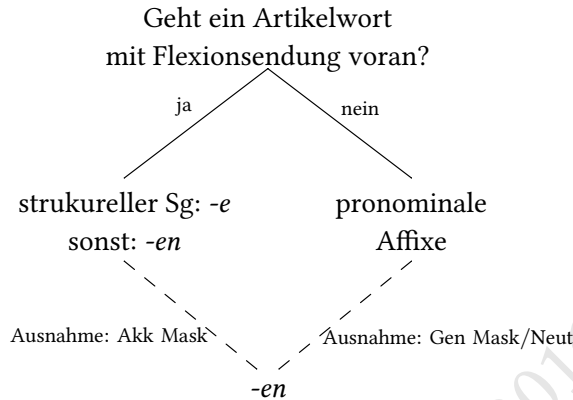 Geht ein Artikelwort
mit Flexionsendung voran?
ja
nein
strukureller Sg: -e
sonst: -en
pronominale
Affixe
Ausnahme: Akk Mask
Ausnahme: Gen Mask/Neut
-en